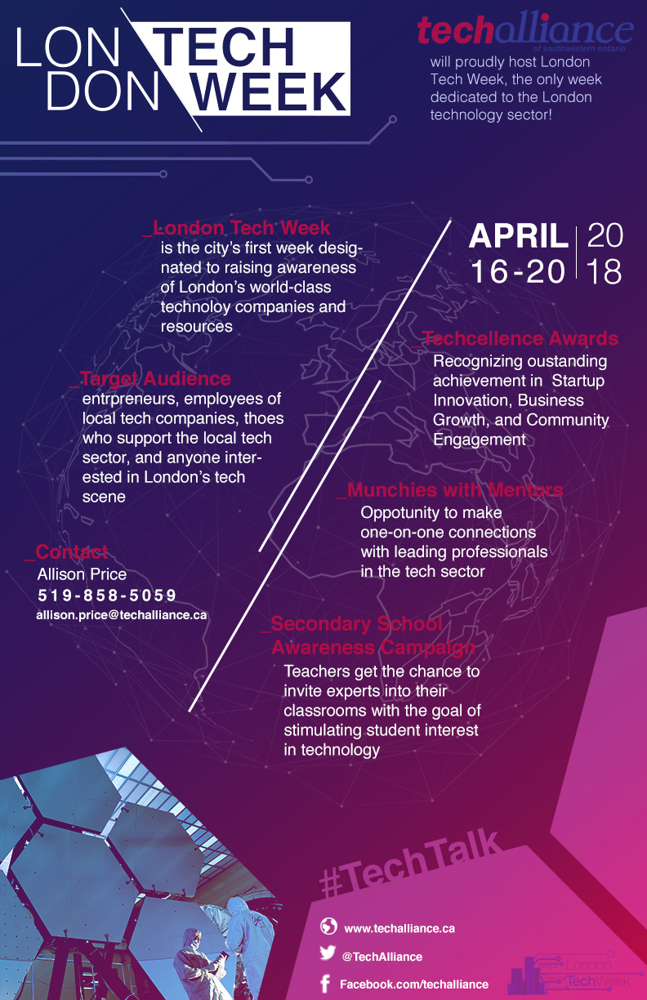 LON TECH
DON WEEK
techalliance
of southwestern ontario
will proudly host London
Tech Week, the only week
dedicated to the London
technology sector!
_London Tech Week
is the city's first week desig-
nated to raising awareness
of London's world-class
technoloy companies and
resources
APRIL 20
16-20 18
_Techcellence Awards
Recognizing oustanding
achievement in Startup
Innovation, Business
Growth, and Community
Engagement
_Target Audience
entrpreneurs, employees of
local tech companies, thoes
who support the local tech
sector, and anyone inter-
ested in London's tech
scene
_Munchies with Mentors
Oppotunity to make
one-on-one connections
with leading professionals
in the tech sector
_Contact
Allison Price
519-858-5059
allison.price@techalliance.ca
_Secondary School
Awareness Campaign
Teachers get the chance to
invite experts into their
classrooms with the goal of
stimulating student interest
in technology
#TechTalk
www.techalliance.ca
@TechAlliance
Facebook.com/techalliance
London
TechWeek